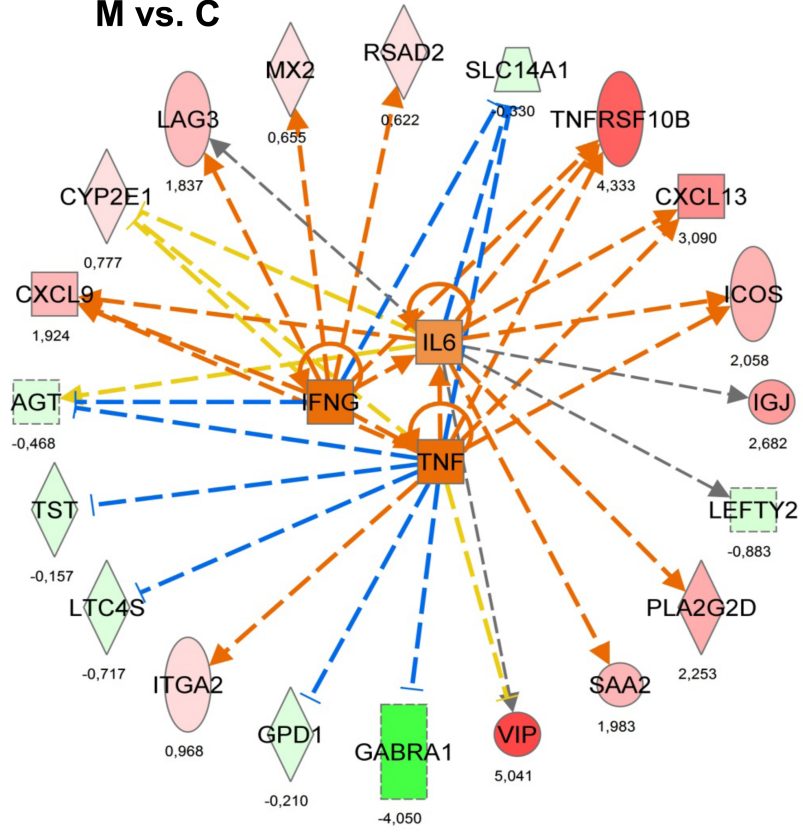 M vs. C
RSAD2
0,622
MX2
0,655
SLC14A1
-0,330
LAG3
1,837
TNFRSF10B
4,333
CYP2E1
0,777
CXCL13
3,090
CXCL9
1,924
ICOS
2,058
IL6
AGT
-0,468
IFNG
IGJ
2,682
TNF
TST
-0,157
LEFTY2
-0,883
LTC4S
-0,717
PLA2G2D
2,253
ITGA2
0,968
SAA2
1,983
GPD1
-0,210
GABRA1
-4,050
VIP
5,041